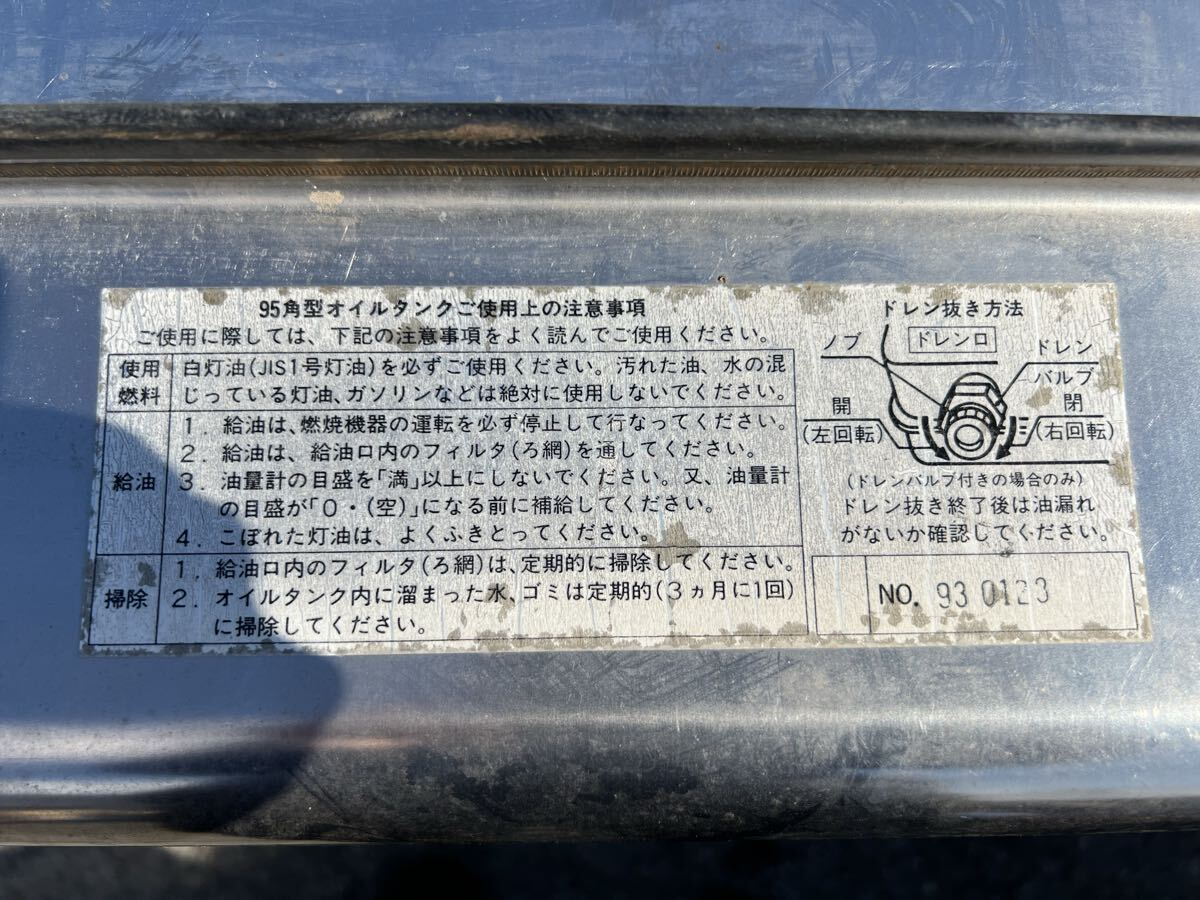 95角型オイルタンクご使用上の注意事項
ご使用に際しては、下記の注意事項をよく読んでご使用ください。
使用
燃料
白灯油(JIS1号灯油)を必ずご使用ください。汚れた油、水の混
じっている灯油、ガソリンなどは絶対に使用しないでください。
給油
1. 給油は、燃焼機器の運転を必ず停止して行なってください。
2. 給油は、給油口内のフィルタ(ろ網)を通してください。
3. 油量計の目盛を「満」以上にしないでください。又、油量計
の目盛が「0・(空)」になる前に補給してください。
4. こぼれた灯油は、よくふきとってください。
掃除
1. 給油口内のフィルタ(ろ網)は、定期的に掃除してください。
2. オイルタンク内に溜まった水、ゴミは定期的(3ヵ月に1回)
に掃除してください。
ドレン抜き方法
ノブ
ドレン口
ドレン
バルブ
開
(左回転)
閉
(右回転)
(ドレンバルブ付きの場合のみ)
ドレン抜き終了後は油漏れ
がないか確認してください。
NO. 930123